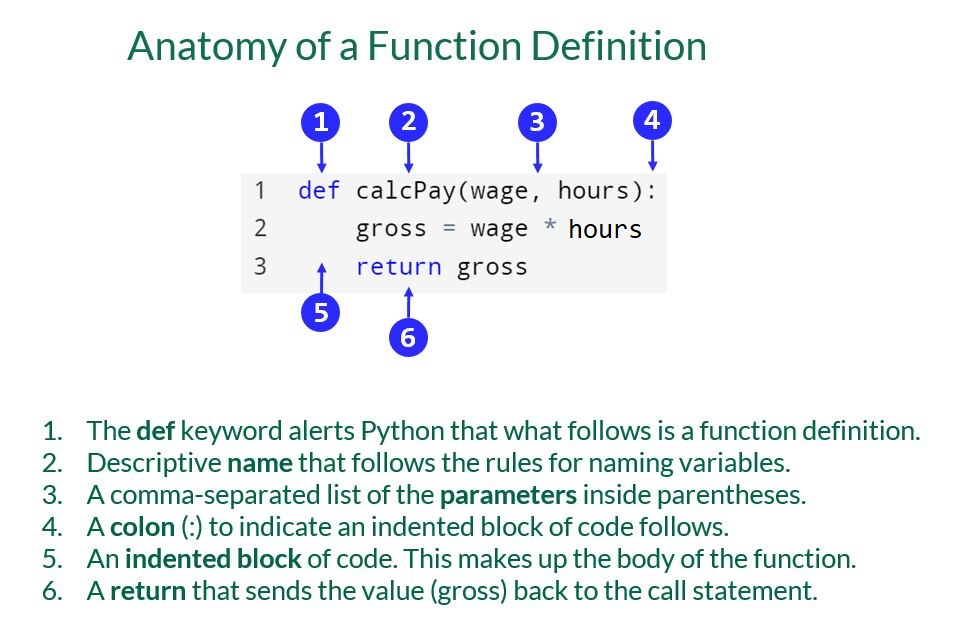 Anatomy of a Function Definition
1 2 3 4
1 def calcPay(wage, hours):
2 gross = wage * hours
3 return gross
5
6
1. The def keyword alerts Python that what follows is a function definition.
2. Descriptive name that follows the rules for naming variables.
3. A comma-separated list of the parameters inside parentheses.
4. A colon (:) to indicate an indented block of code follows.
5. An indented block of code. This makes up the body of the function.
6. A return that sends the value (gross) back to the call statement.